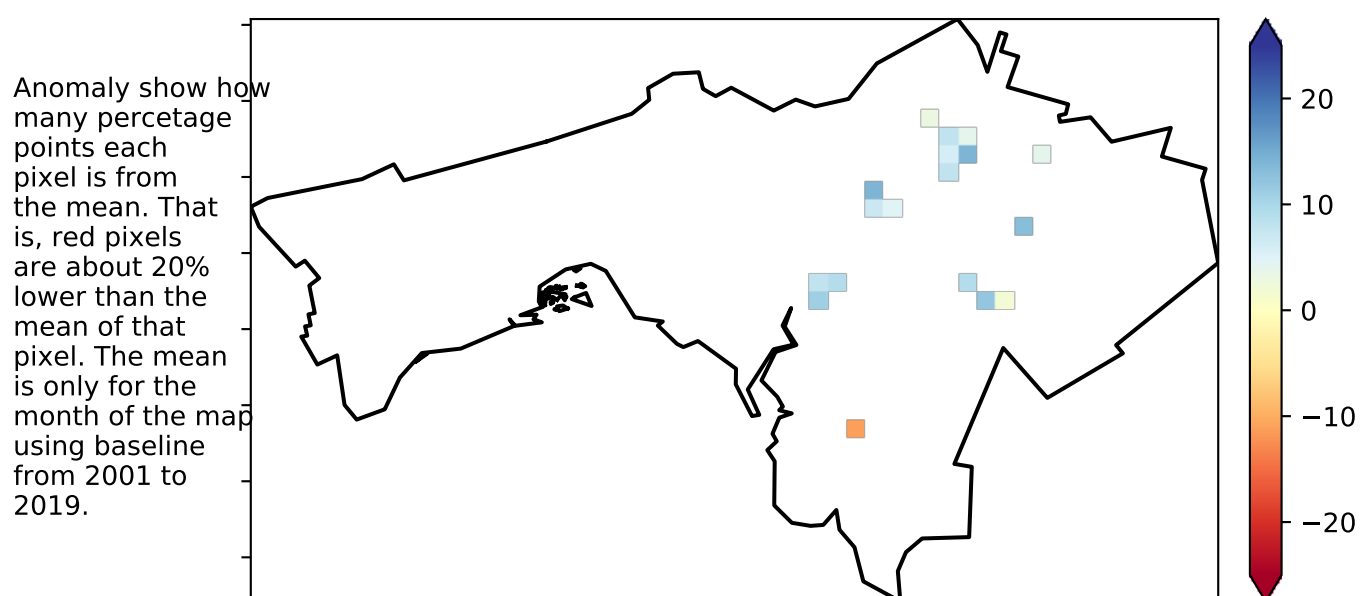 Anomaly show how
many percetage
points each
pixel is from
the mean. That
is, red pixels
are about 20%
lower than the
mean of that
pixel. The mean
is only for the
month of the map
using baseline
from 2001 to
2019.
20
10
0
−10
−20